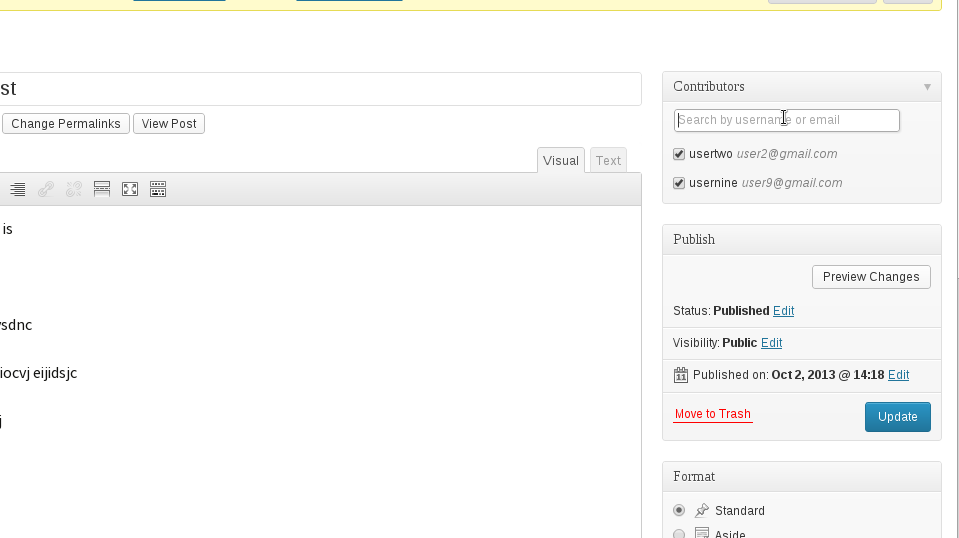 st
Change Permalinks
View Post
Visual
Text
is
sdnc
iocvj eijidsjc
j
Contributors
Search by username or email
usertwo user2@gmail.com
usernine user9@gmail.com
Publish
Preview Changes
Status: Published Edit
Visibility: Public Edit
11 Published on: Oct 2, 2013 @ 14:18 Edit
Move to Trash
Update
Format
Standard
Aside